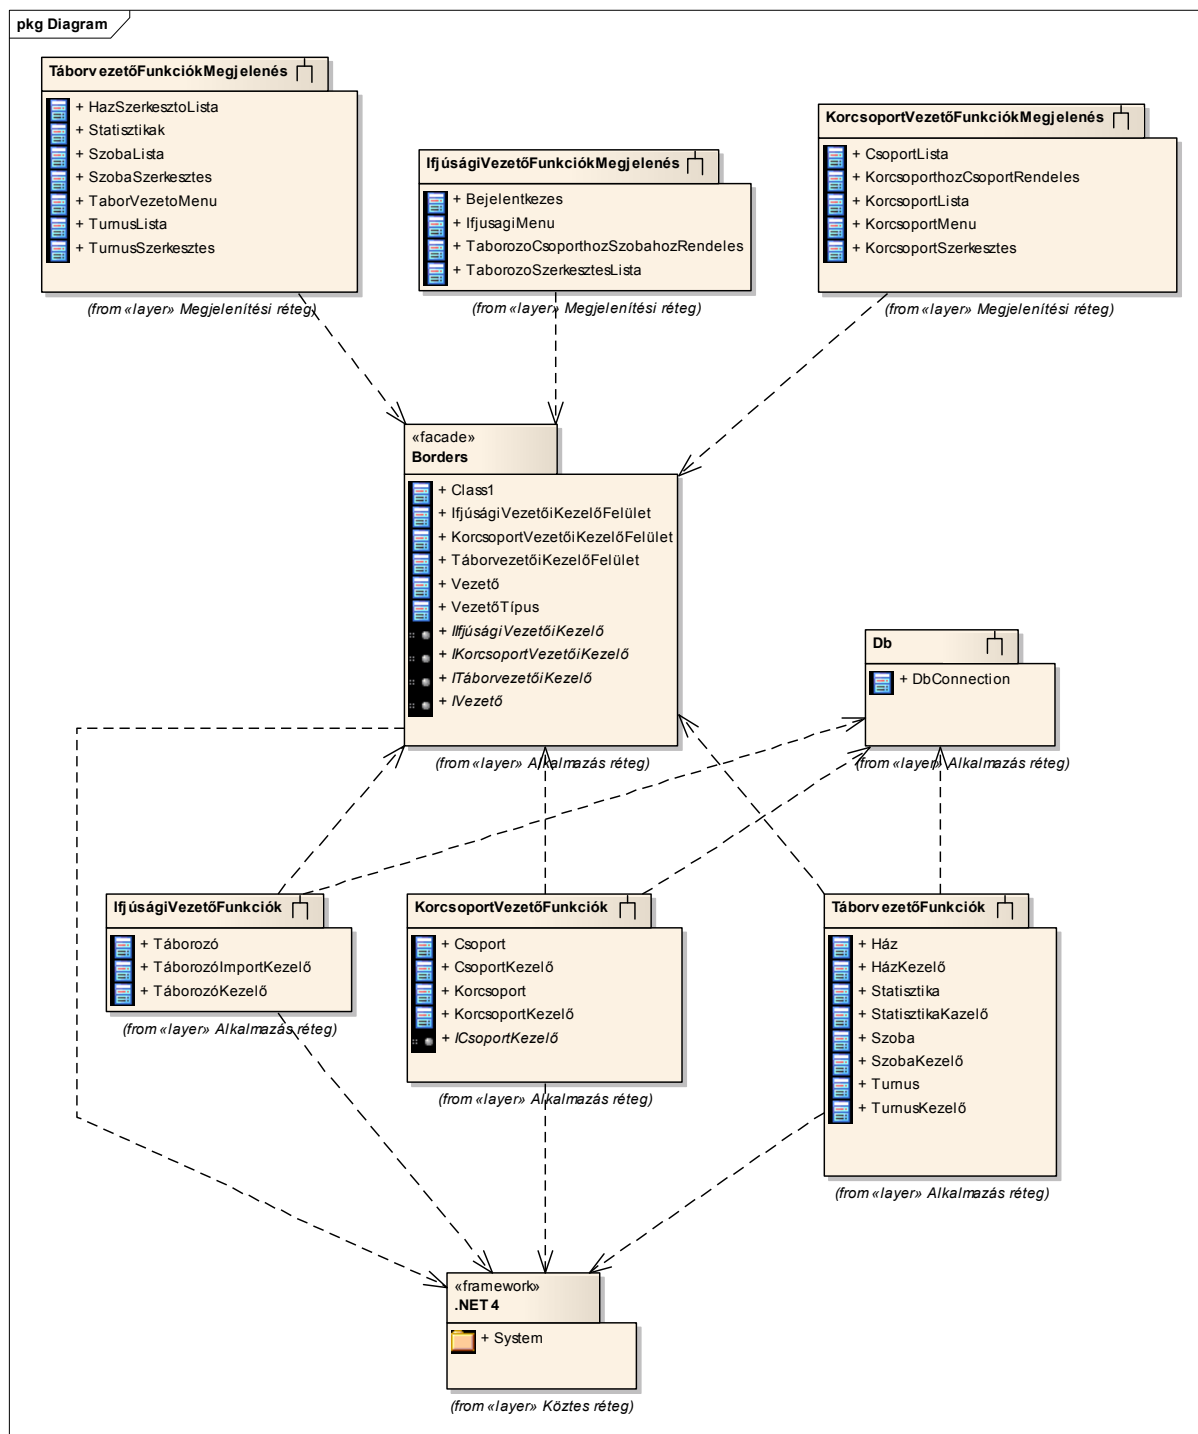 pkg Diagram
TáborvezetőFunkciókMegjelenés
+ HazSzerkesztoLista
+ Statisztikak
+ SzobaLista
+ SzobaSzerkesztes
+ TaborVezetoMenu
+ TurnusLista
+ TurnusSzerkesztes
(from «layer» Megjelenítési réteg)
IfjúságiVezetőFunkciókMegjelenés
+ Bejelentkezes
+ IfjusagiMenu
+ TaborozoCsoporthozSzobahozRendeles
+ TaborozoSzerkesztesLista
(from «layer» Megjelenítési réteg)
KorcsoportVezetőFunkciókMegjelenés
+ CsoportLista
+ KorcsoporthozCsoportRendeles
+ KorcsoportLista
+ KorcsoportMenu
+ KorcsoportSzerkesztes
(from «layer» Megjelenítési réteg)
«facade»
Borders
+ Class1
+ IfjúságiVezetőiKezelőFelület
+ KorcsoportVezetőiKezelőFelület
+ TáborvezetőiKezelőFelület
+ Vezető
+ VezetőTípus
+ IIfjúságiVezetőiKezelő
+ IKorcsoportVezetőiKezelő
+ ITáborvezetőiKezelő
+ IVezető
(from «layer» Alkalmazás réteg)
Db
+ DbConnection
(from «layer» Alkalmazás réteg)
IfjúságiVezetőFunkciók
+ Táborozó
+ TáborozóImportKezelő
+ TáborozóKezelő
(from «layer» Alkalmazás réteg)
KorcsoportVezetőFunkciók
+ Csoport
+ CsoportKezelő
+ Korcsoport
+ KorcsoportKezelő
+ ICsoportKezelő
(from «layer» Alkalmazás réteg)
TáborvezetőFunkciók
+ Ház
+ HázKezelő
+ Statisztika
+ StatisztikaKazelő
+ Szoba
+ SzobaKezelő
+ Turnus
+ TurnusKezelő
(from «layer» Alkalmazás réteg)
«framework»
.NET 4
+ System
(from «layer» Köztes réteg)